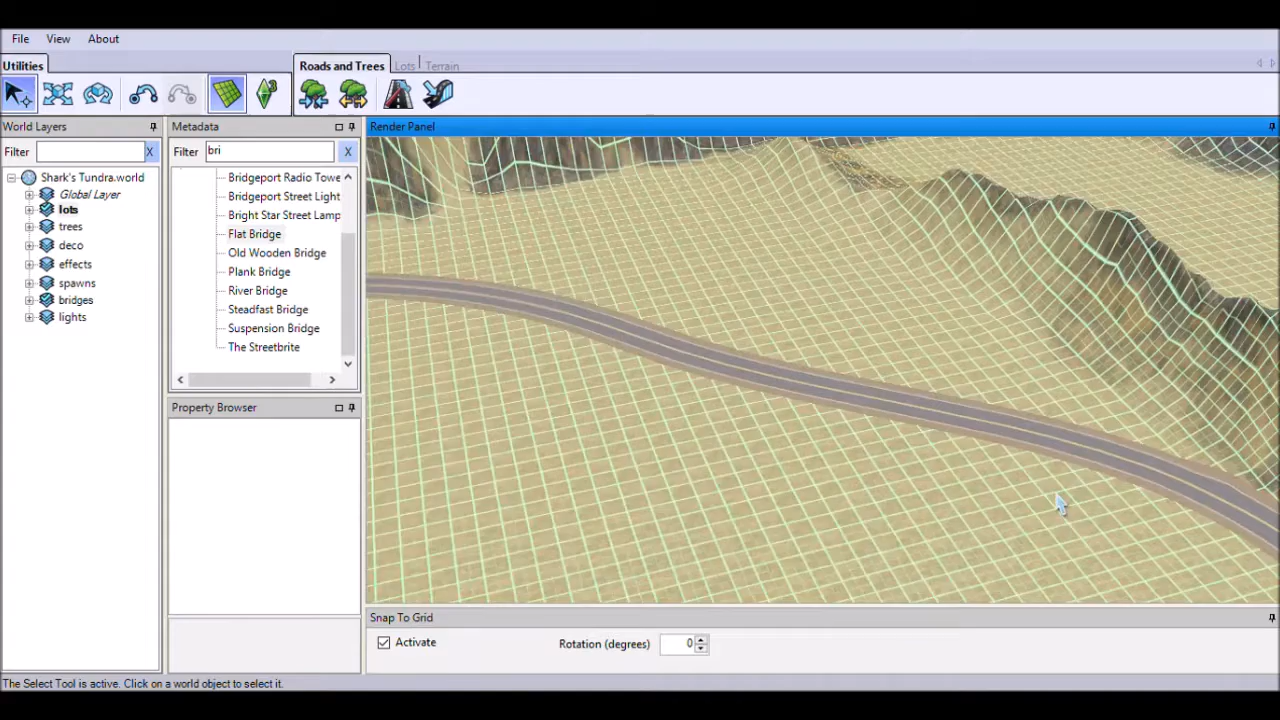 File View About
Utilities
Roads and Trees Lots Terrain
World Layers
Filter X
Shark's Tundra.world
Global Layer
lots
trees
deco
effects
spawns
bridges
lights
Metadata
Filter bri X
Bridgeport Radio Towe
Bridgeport Street Light
Bright Star Street Lamp
Flat Bridge
Old Wooden Bridge
Plank Bridge
River Bridge
Steadfast Bridge
Suspension Bridge
The Streetbrite
Property Browser
Render Panel
Snap To Grid
Activate Rotation (degrees) 0
The Select Tool is active. Click on a world object to select it.